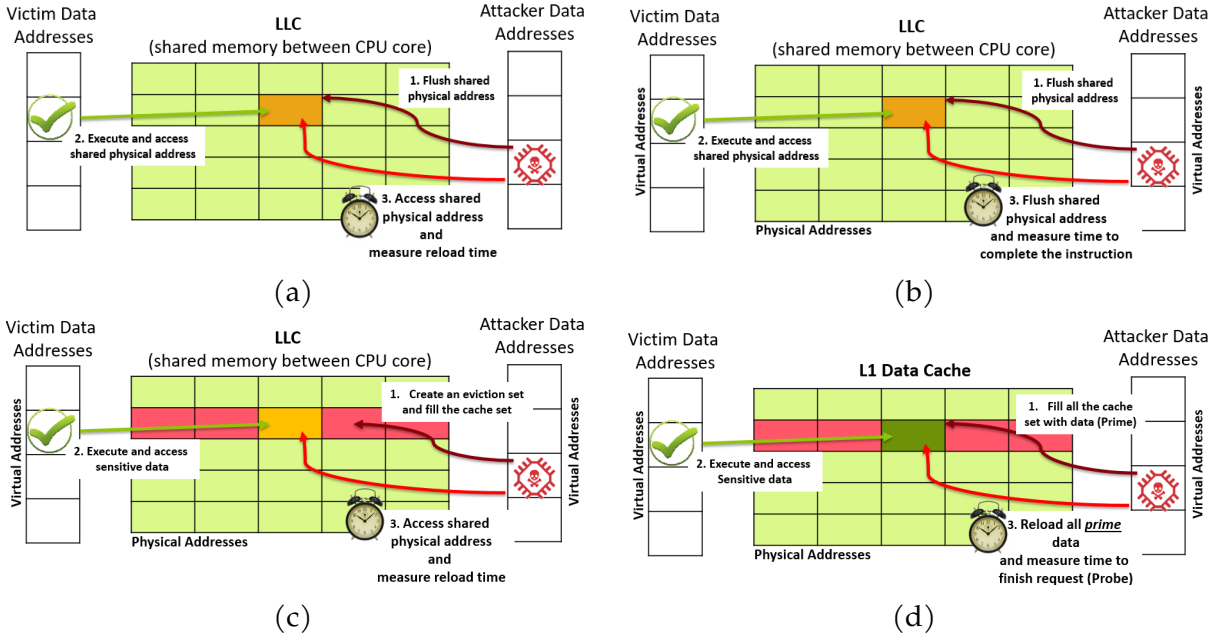 Victim Data
Addresses
LLC
(shared memory between CPU core)
Attacker Data
Addresses
1. Flush shared
physical address
2. Execute and access
shared physical address
3. Access shared
physical address
and
measure reload time
(a)
Victim Data
Addresses
LLC
(shared memory between CPU core)
Attacker Data
Addresses
Virtual Addresses
1. Flush shared
physical address
2. Execute and access
shared physical address
Virtual Addresses
3. Flush shared
physical address
and measure time to
complete the instruction
Physical Addresses
(b)
Victim Data
Addresses
LLC
(shared memory between CPU core)
Attacker Data
Addresses
Virtual Addresses
1. Create an eviction set
and fill the cache set
2. Execute and access
sensitive data
Virtual Addresses
3. Access shared
physical address
and
measure reload time
Physical Addresses
(c)
Victim Data
Addresses
L1 Data Cache
Attacker Data
Addresses
Virtual Addresses
1. Fill all the cache
set with data (Prime)
2. Execute and access
Sensitive data
Virtual Addresses
3. Reload all prime
data
and measure time to
finish request (Probe)
Physical Addresses
(d)